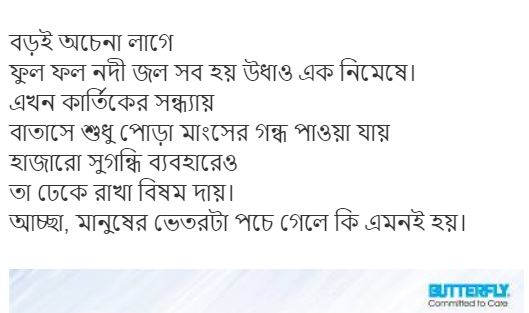 বড়ই অচেনা লাগে
ফুল ফল নদী জল সব হয় উধাও এক নিমেষে।
এখন কার্তিকের সন্ধ্যায়
বাতাসে শুধু পোড়া মাংসের গন্ধ পাওয়া যায়
হাজারো সুগন্ধি ব্যবহারেও
তা ঢেকে রাখা বিষম দায়।
আচ্ছা, মানুষের ভেতরটা পচে গেলে কি এমনই হয়।
BUTTERFLY.
Committed to Care